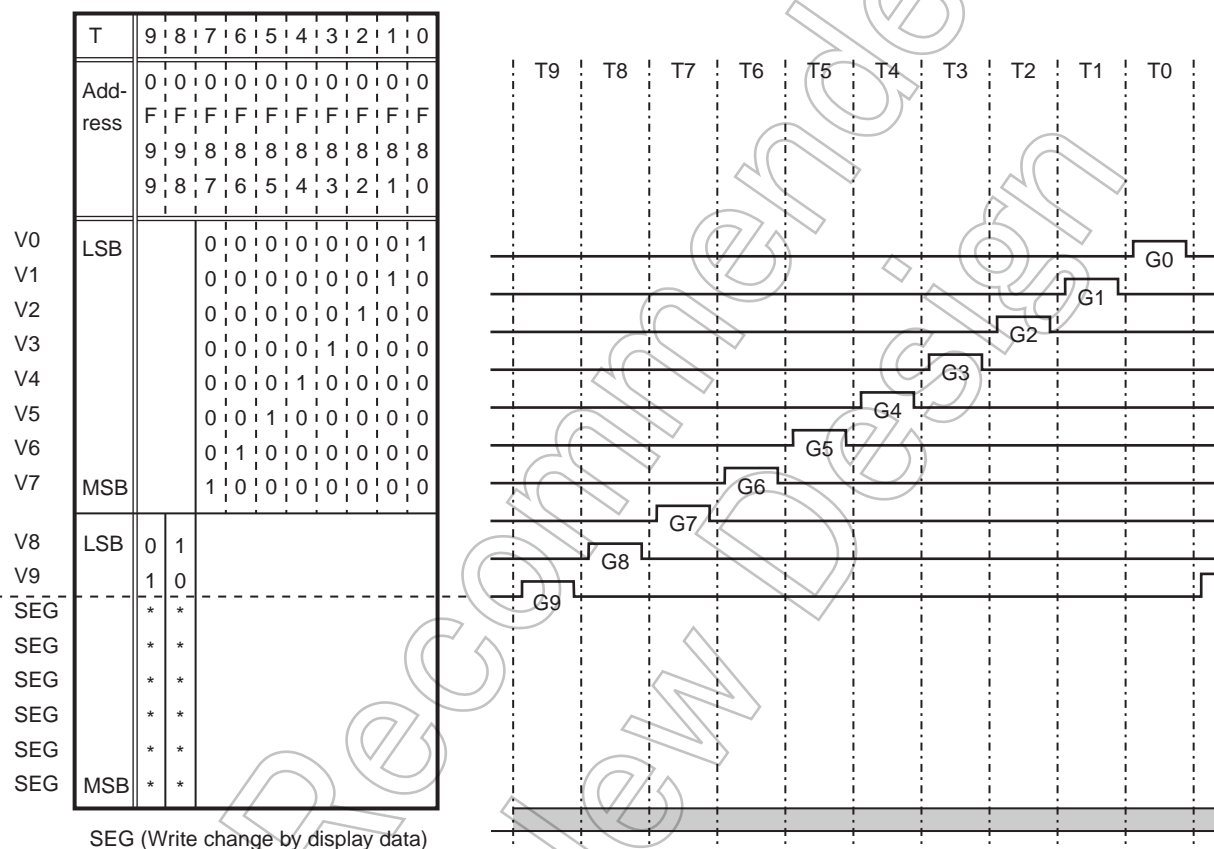 T 9 8 7 6 5 4 3 2 1 0
Add-ress 0 0 0 0 0 0 0 0 0 0
F F F F F F F F F F
9 9 8 8 8 8 8 8 8 8
9 8 7 6 5 4 3 2 1 0
T9 T8 T7 T6 T5 T4 T3 T2 T1 T0
V0 LSB 0 0 0 0 0 0 0 1 G0
V1 0 0 0 0 0 0 1 0 G1
V2 0 0 0 0 0 1 0 0 G2
V3 0 0 0 0 1 0 0 0 G3
V4 0 0 0 1 0 0 0 0 G4
V5 0 0 1 0 0 0 0 0 G5
V6 0 1 0 0 0 0 0 0 G6
V7 MSB 1 0 0 0 0 0 0 0 G7
V8 LSB 0 1 G8
V9 1 0 G9
SEG * *
SEG * *
SEG * *
SEG * *
SEG * *
SEG MSB * *
SEG (Write change by display data)
Recommende
New Design